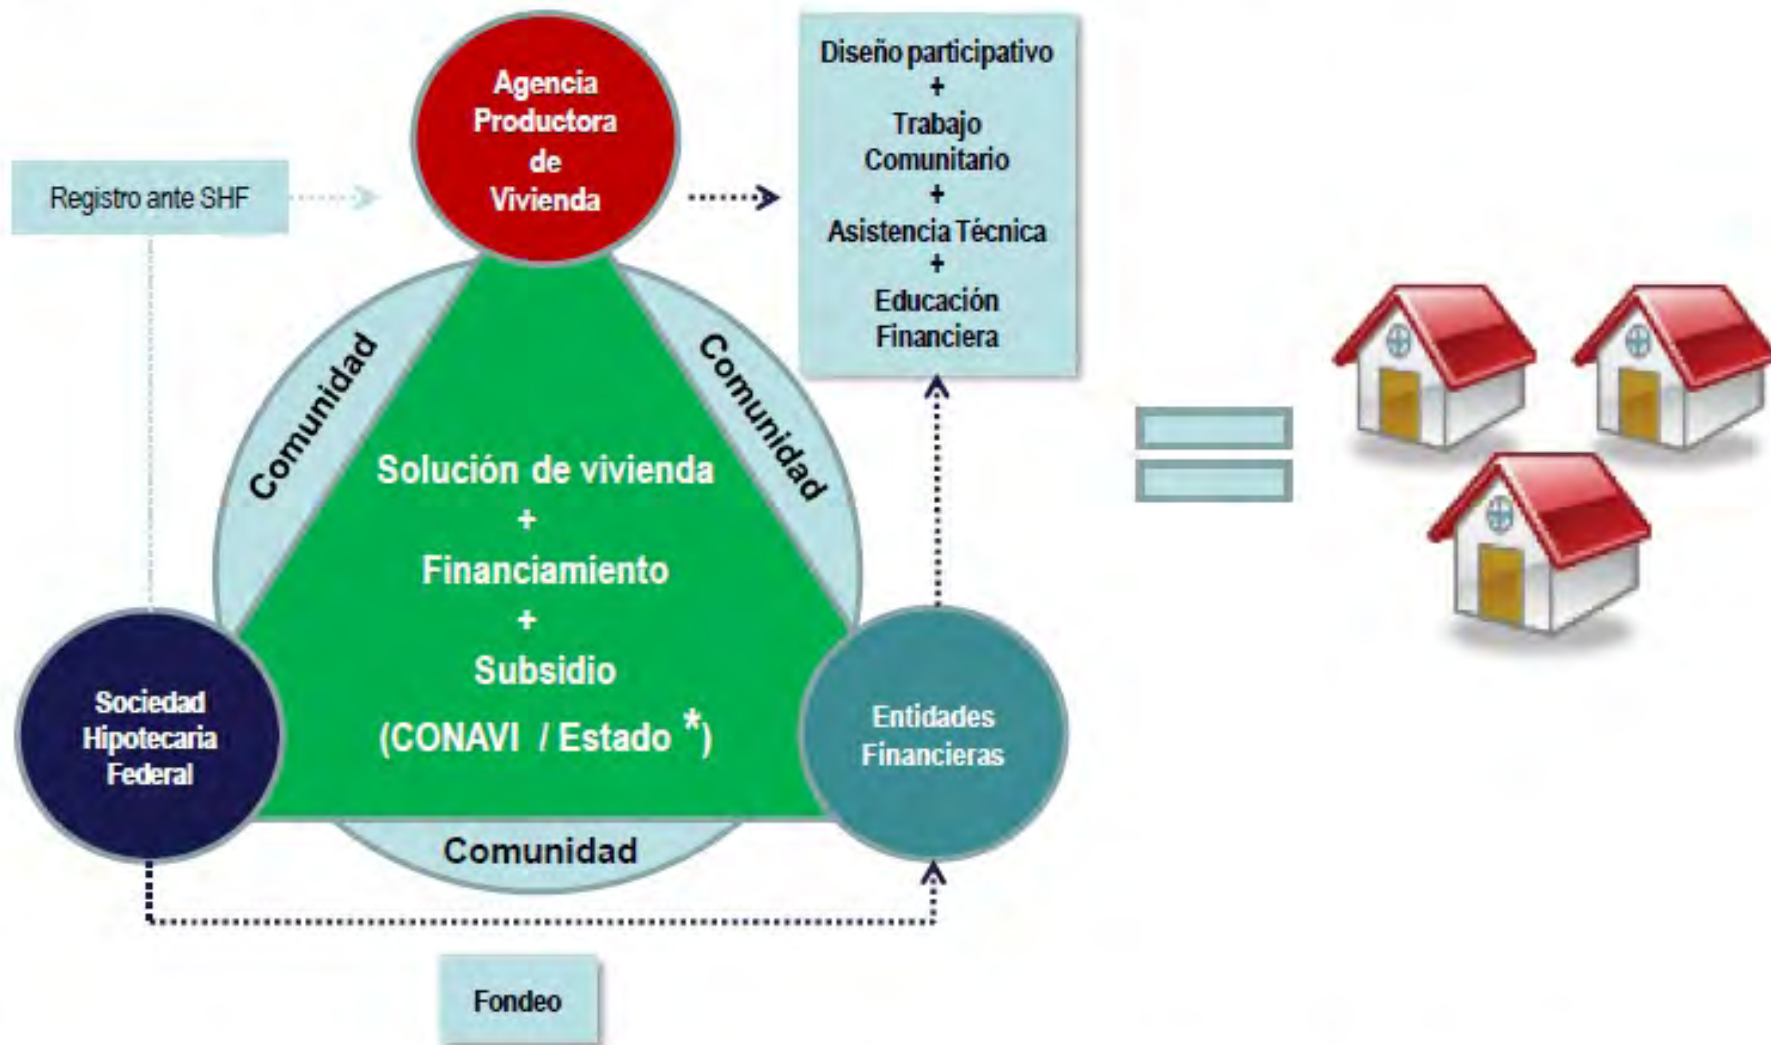 Agencia
Productora
de
Vivienda
Diseño participativo
+
Trabajo
Comunitario
+
Asistencia Técnica
+
Educación
Financiera
Registro ante SHF
Comunidad
Comunidad
Solución de vivienda
+
Financiamiento
+
Subsidio
(CONAVI / Estado *)
Sociedad
Hipotecaria
Federal
Entidades
Financieras
Comunidad
Fondeo